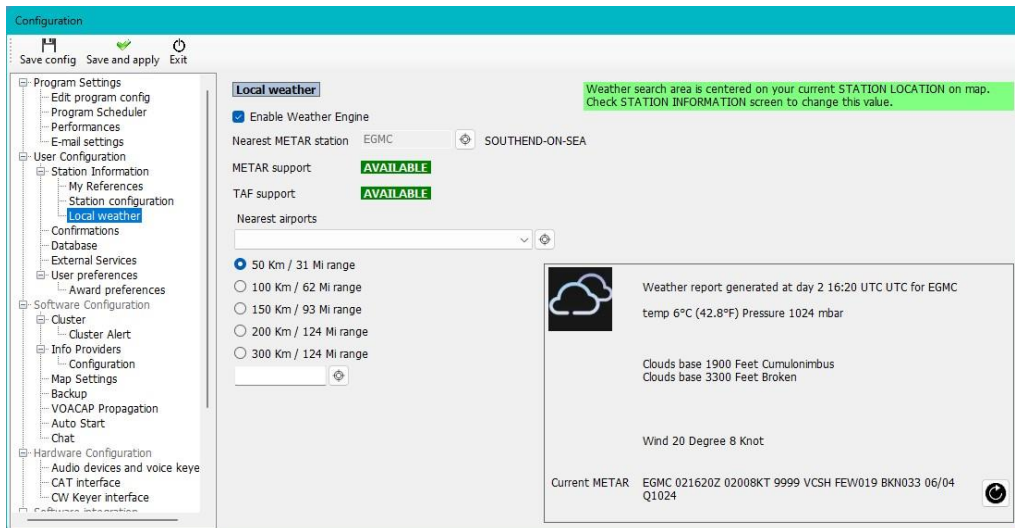 Configuration
Save config Save and apply Exit
Program Settings
Edit program config
Program Scheduler
Performances
E-mail settings
User Configuration
Station Information
My References
Station configuration
Local weather
Confirmations
Database
External Services
User preferences
Award preferences
Software Configuration
Cluster
Cluster Alert
Info Providers
Configuration
Map Settings
Backup
VOACAP Propagation
Auto Start
Chat
Hardware Configuration
Audio devices and voice keye
CAT interface
CW Keyer interface
Software integration
Local weather
Weather search area is centered on your current STATION LOCATION on map.
Check STATION INFORMATION screen to change this value.
Enable Weather Engine
Nearest METAR station EGMC SOUTHEND-ON-SEA
METAR support AVAILABLE
TAF support AVAILABLE
Nearest airports
50 Km / 31 Mi range
100 Km / 62 Mi range
150 Km / 93 Mi range
200 Km / 124 Mi range
300 Km / 124 Mi range
Weather report generated at day 2 16:20 UTC UTC for EGMC
temp 6°C (42.8°F) Pressure 1024 mbar
Clouds base 1900 Feet Cumulonimbus
Clouds base 3300 Feet Broken
Wind 20 Degree 8 Knot
Current METAR EGMC 021620Z 02008KT 9999 VCSH FEW019 BKN033 06/04
Q1024